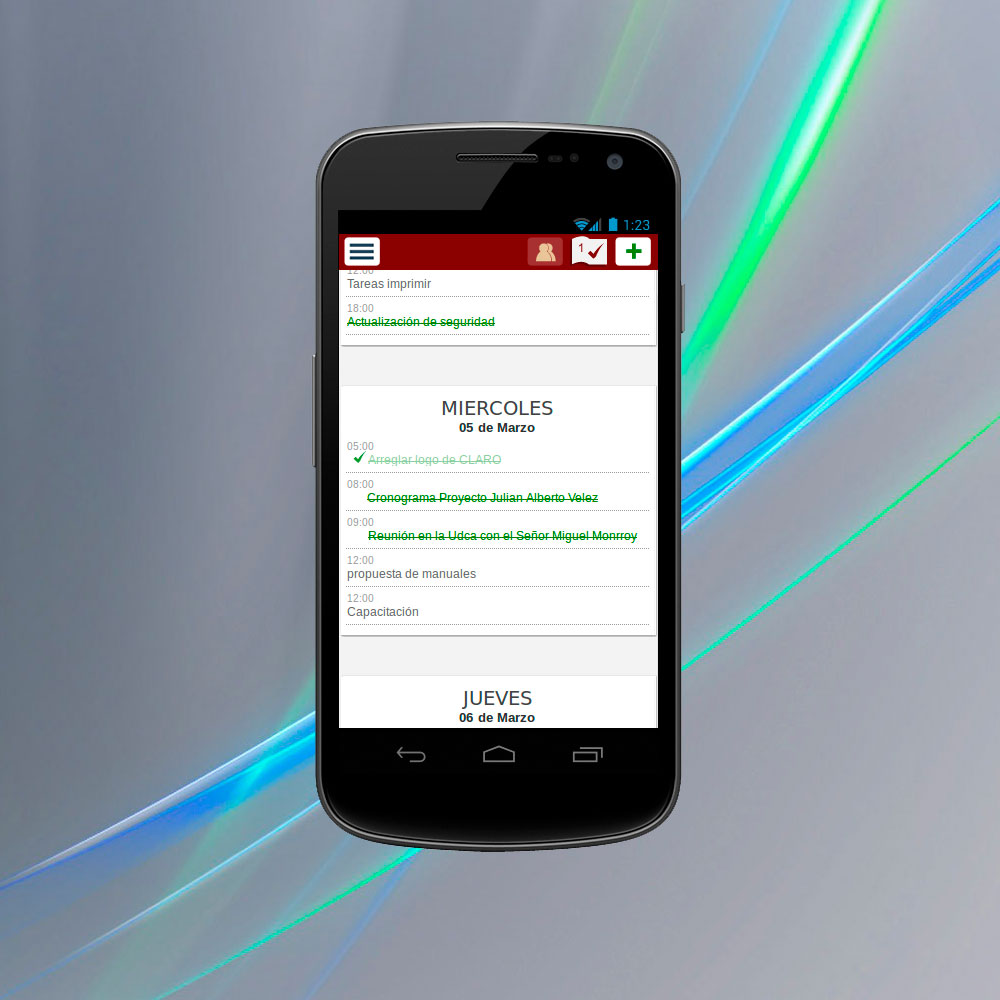 1:23
1
12:00
Tareas imprimir
18:00
Actualización de seguridad
MIERCOLES
05 de Marzo
05:00
Arreglar logo de CLARO
08:00
Cronograma Proyecto Julian Alberto Velez
09:00
Reunión en la Udca con el Señor Miguel Monrroy
12:00
propuesta de manuales
12:00
Capacitación
JUEVES
06 de Marzo